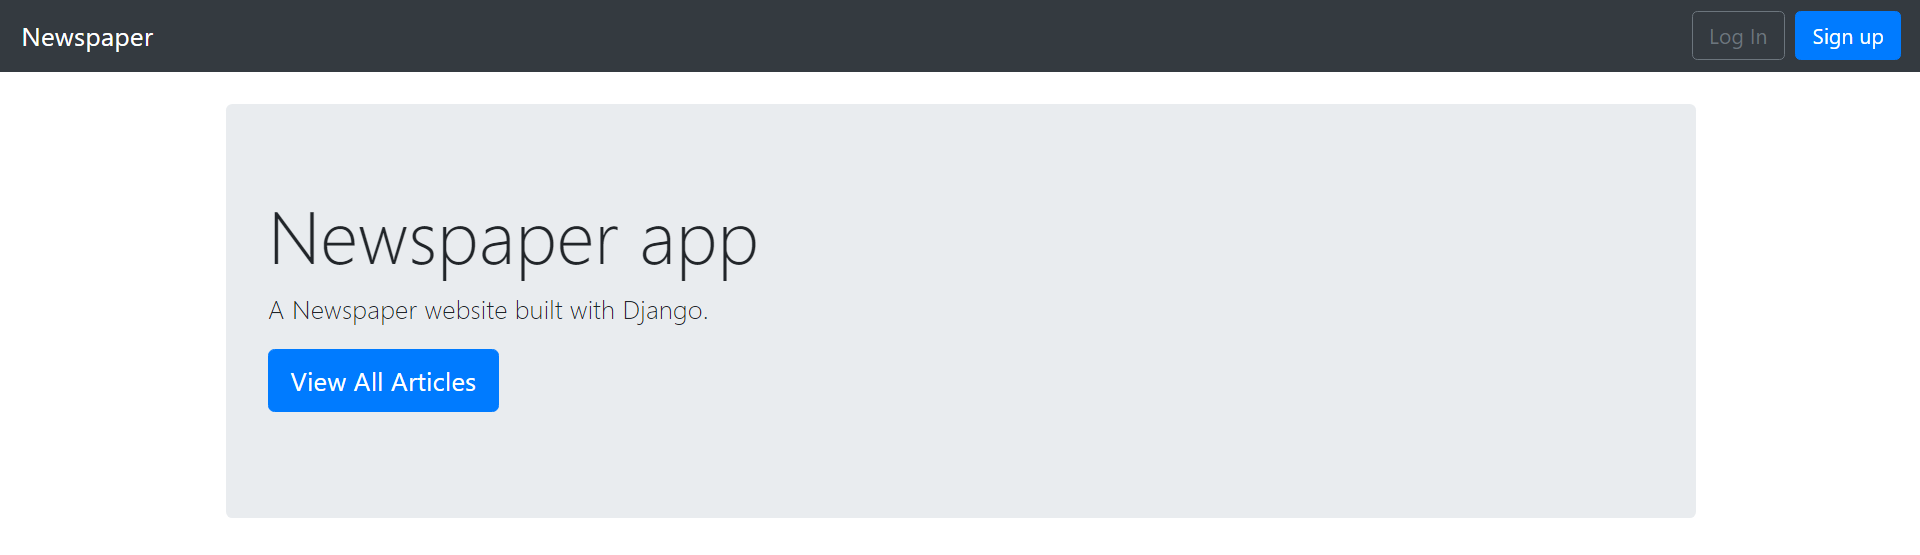 Newspaper
Log In
Sign up
Newspaper app
A Newspaper website built with Django.
View All Articles